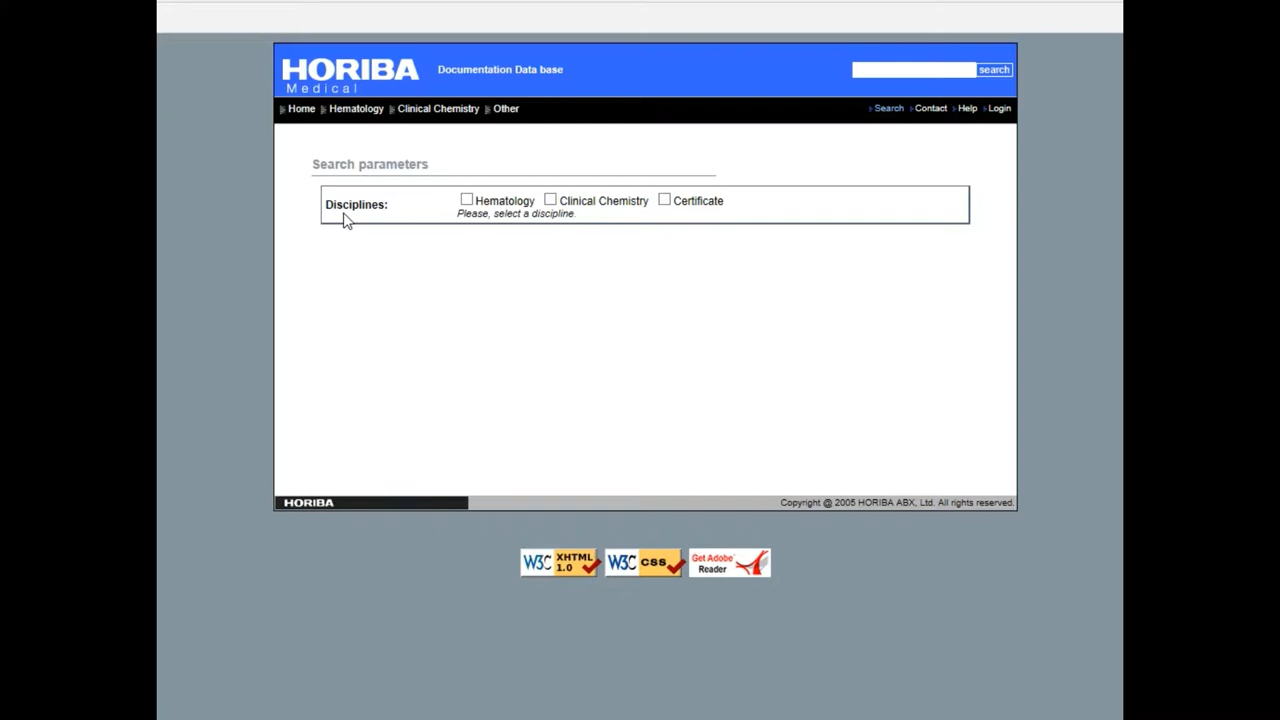 HORIBA
Medical
Documentation Data base
search
Home Hematology Clinical Chemistry Other
Search Contact Help Login
Search parameters
Disciplines:
Hematology Clinical Chemistry Certificate
Please, select a discipline.
HORIBA
Copyright @ 2005 HORIBA ABX, Ltd. All rights reserved.
W3C XHTML 1.0
W3C CSS
Get Adobe
Reader